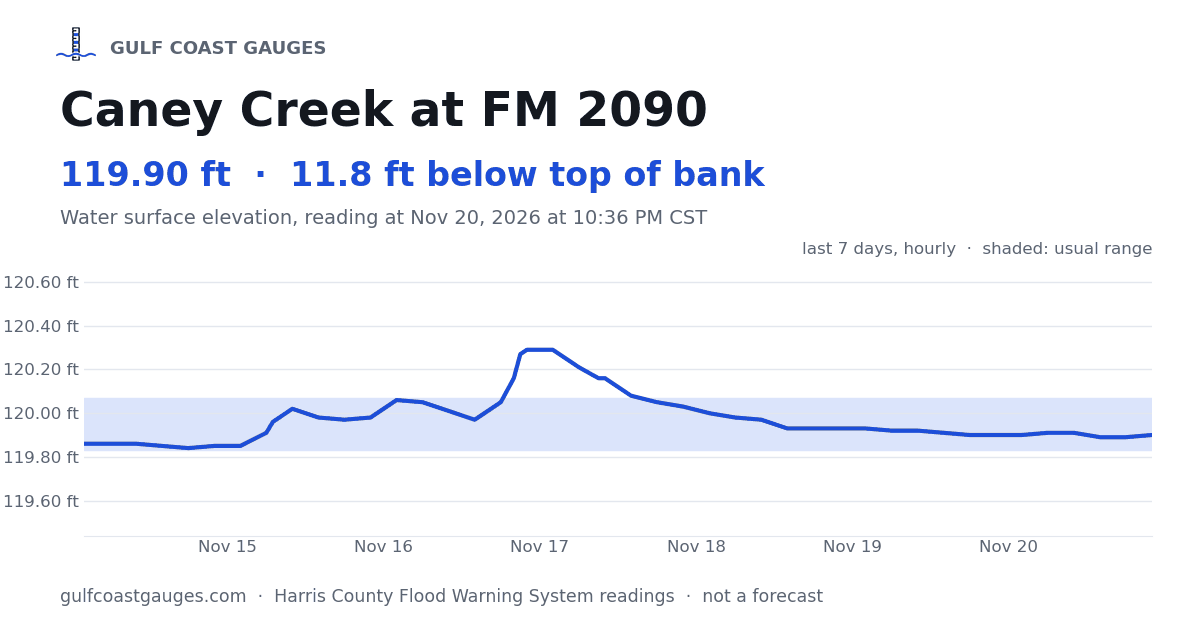 GULF COAST GAUGES
Caney Creek at FM 2090
119.90 ft · 11.8 ft below top of bank
Water surface elevation, reading at Nov 20, 2026 at 10:36 PM CST
last 7 days, hourly · shaded: usual range
120.60 ft
120.40 ft
120.20 ft
120.00 ft
119.80 ft
119.60 ft
Nov 15 Nov 16 Nov 17 Nov 18 Nov 19 Nov 20
gulfcoastgauges.com · Harris County Flood Warning System readings · not a forecast